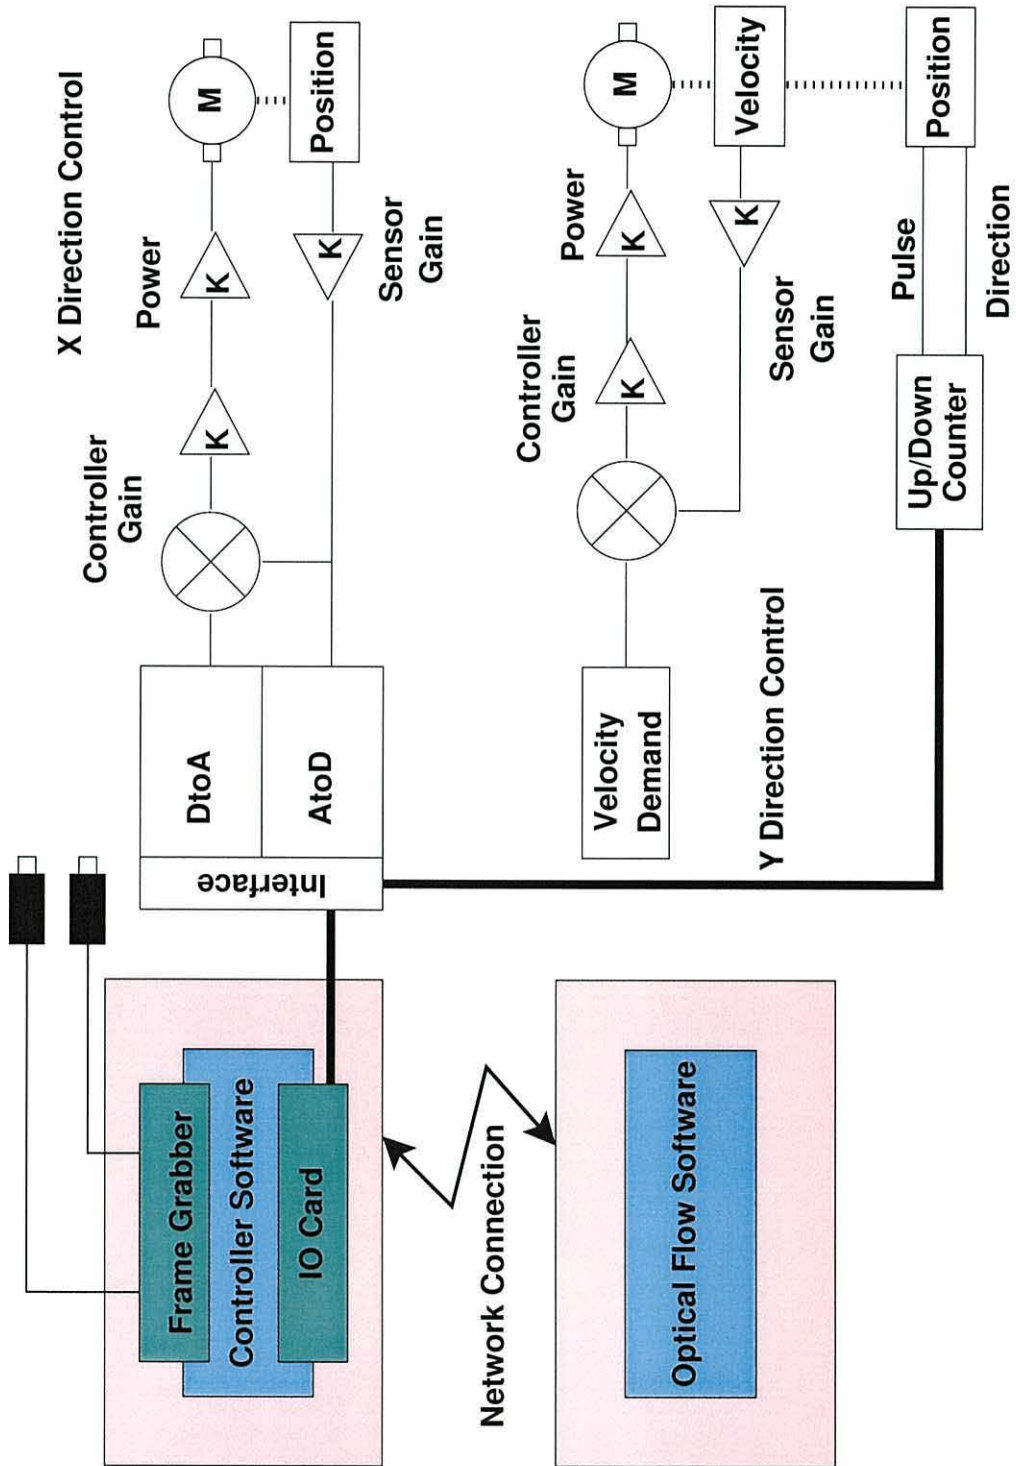 X Direction Control
Controller
Gain
Power
M
K
K
K
Position
Sensor
Gain
DtoA
AtoD
Interface
Frame Grabber
Controller Software
IO Card
Network Connection
Optical Flow Software
Controller
Gain
Power
M
K
K
K
Velocity
Sensor
Gain
Velocity
Demand
Y Direction Control
Pulse
Position
Direction
Up/Down
Counter